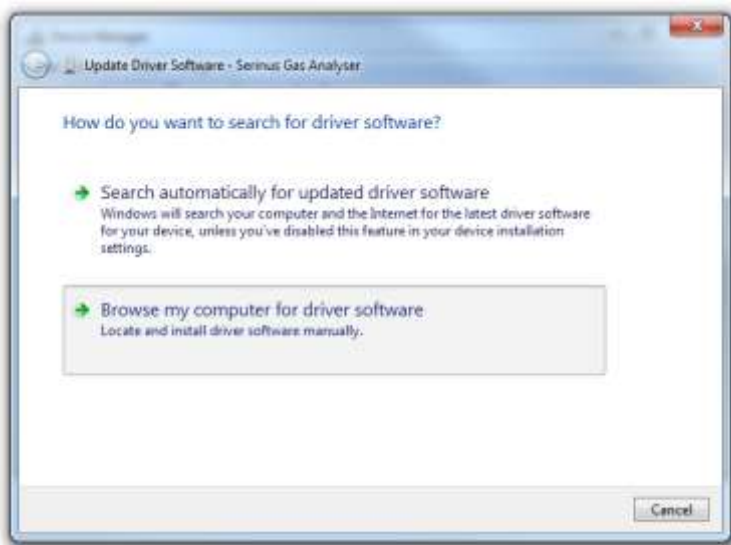 Update Driver Software - Serinus Gas Analyser
How do you want to search for driver software?
Search automatically for updated driver software
Windows will search your computer and the Internet for the latest driver software
for your device, unless you've disabled this feature in your device installation
settings.
Browse my computer for driver software
Locate and install driver software manually.
Cancel